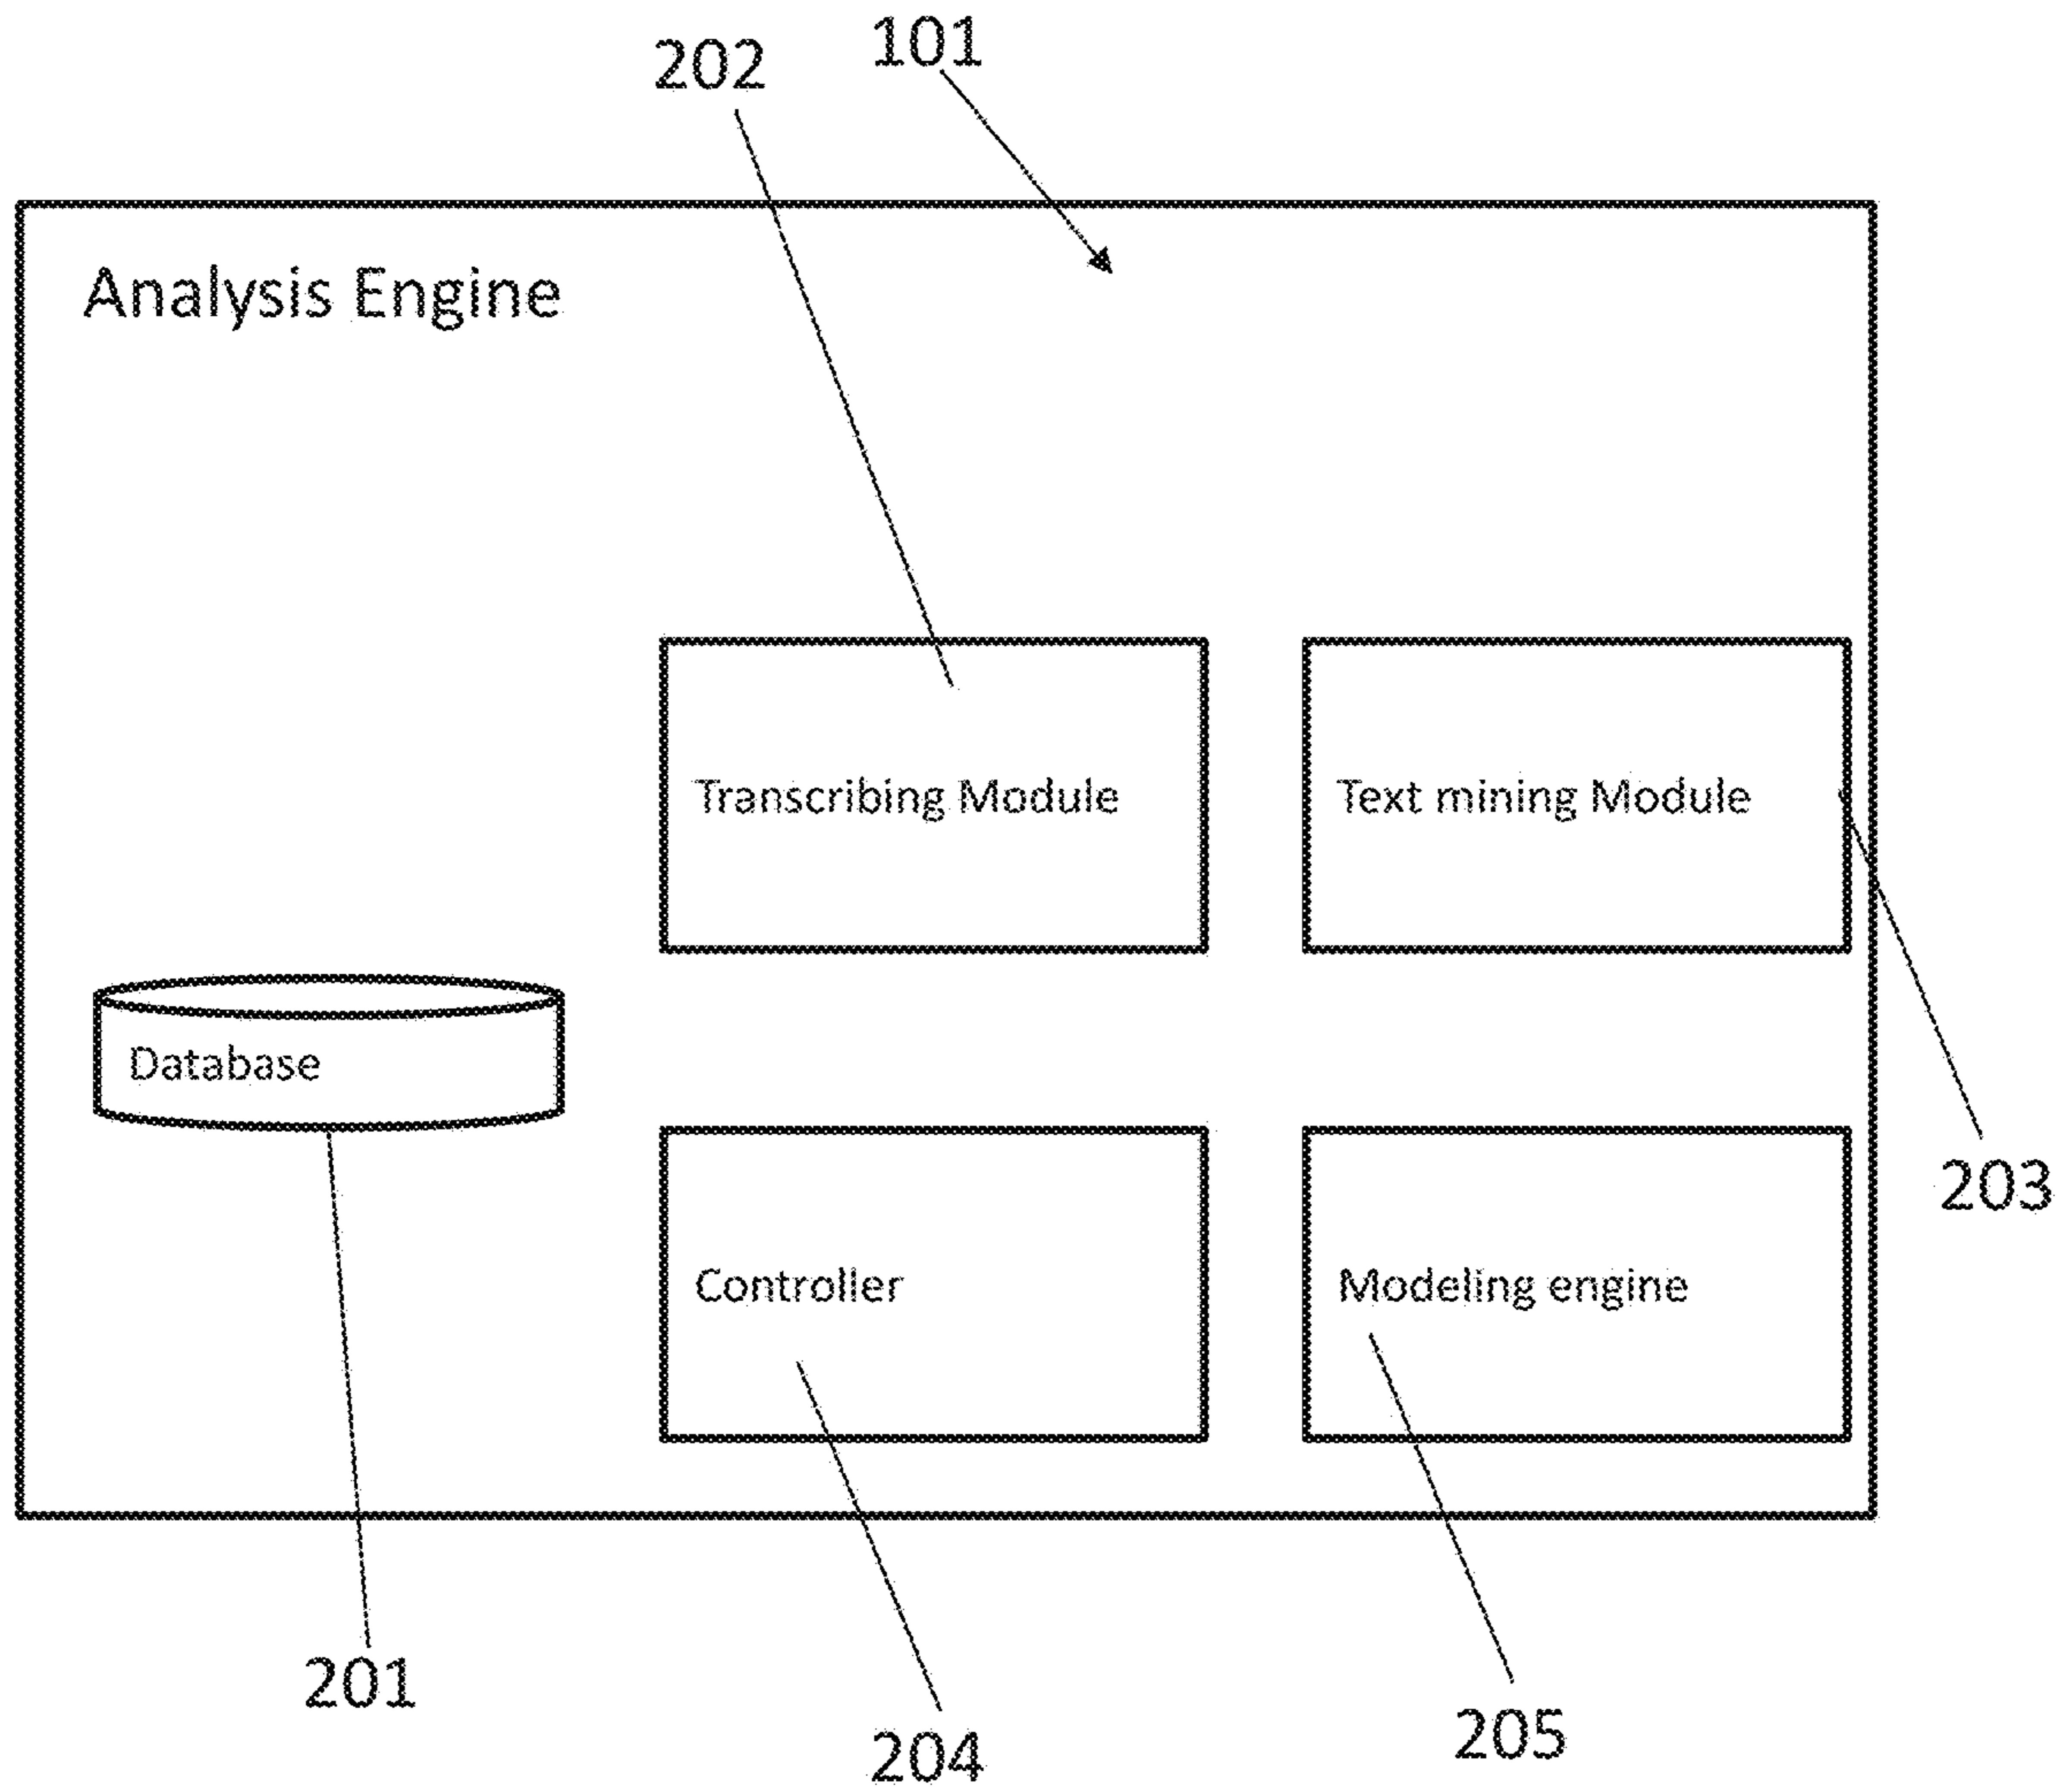 202
101
Analysis Engine
Transcribing Module
Text mining Module
Database
203
Controller
Modeling engine
201
204
205